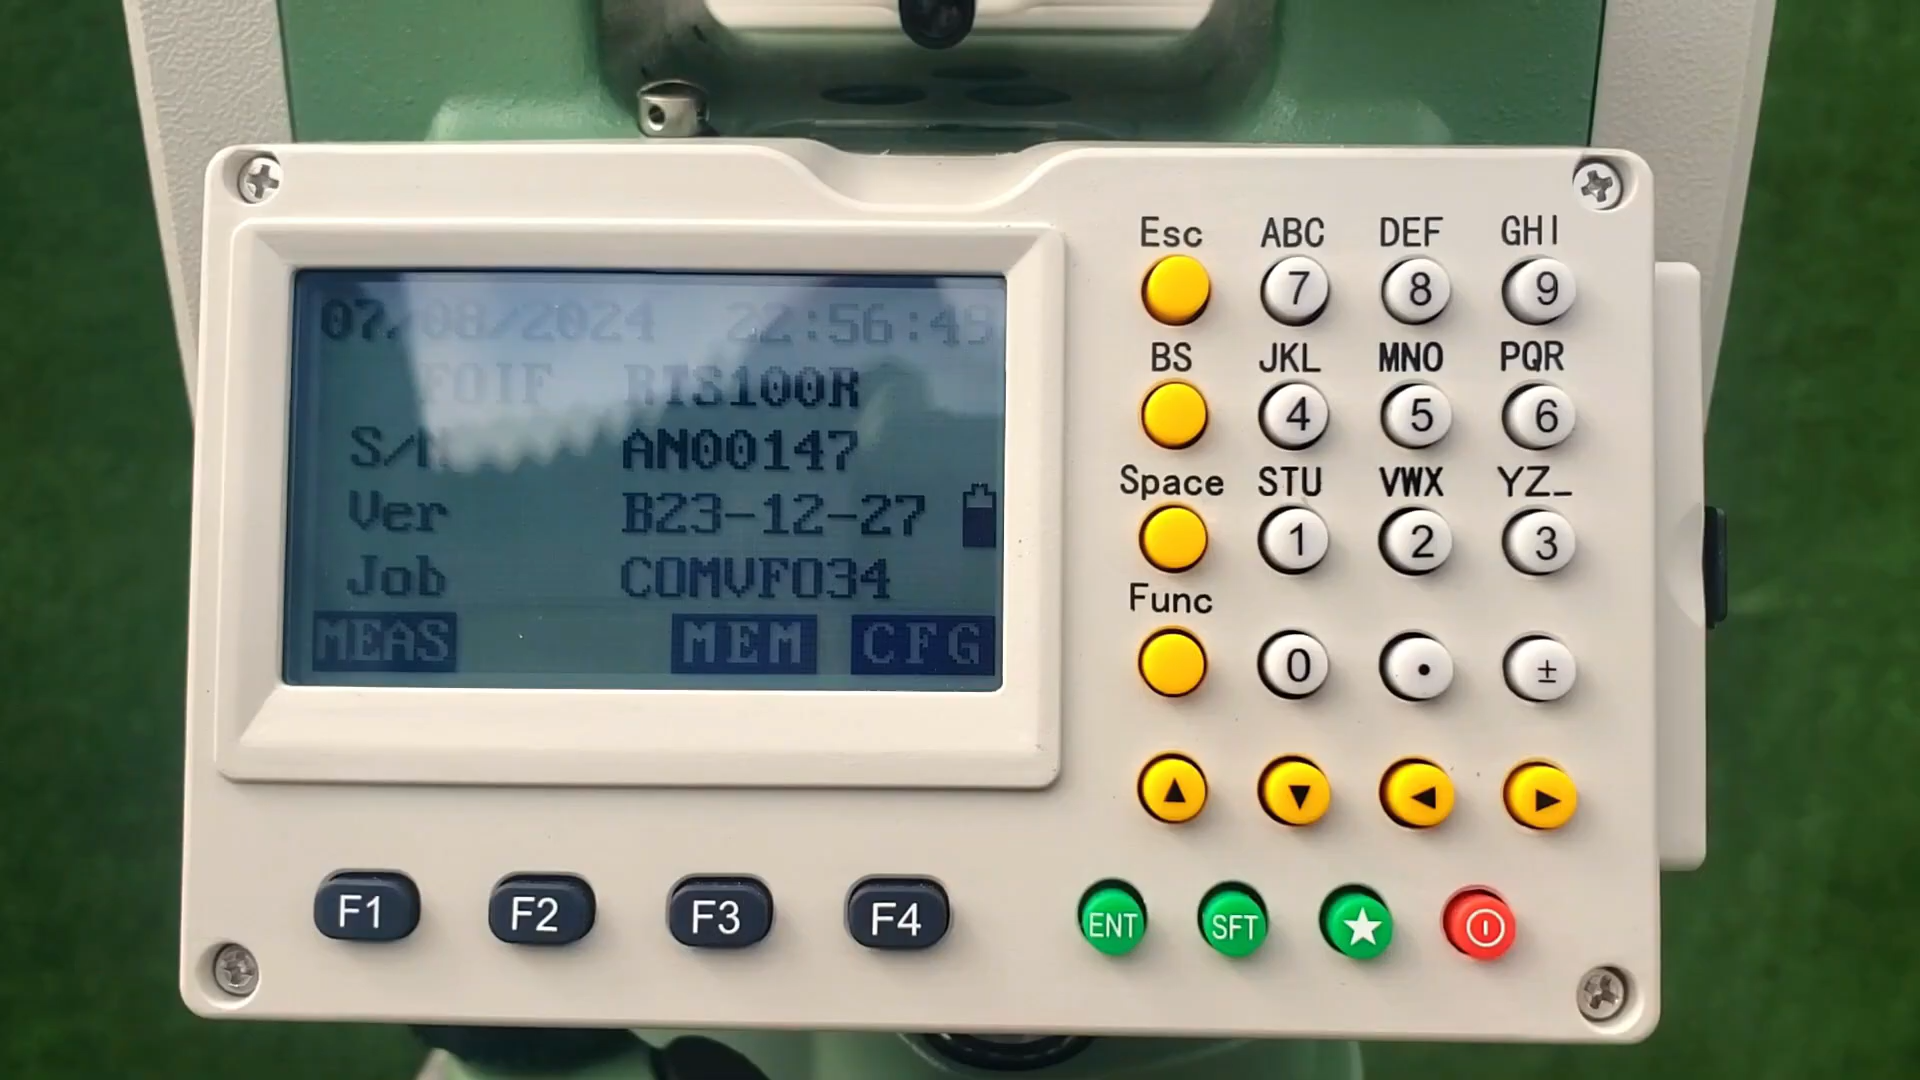 07/08/2024 22:56:49
FOIF RTS100R
S/N AN00147
Ver B23-12-27
Job COMVFO34
MEAS MEM CFG
Esc ABC DEF GHI
7 8 9
BS JKL MNO PQR
4 5 6
Space STU VWX YZ_
1 2 3
Func
0 . ±
F1 F2 F3 F4 ENT SFT